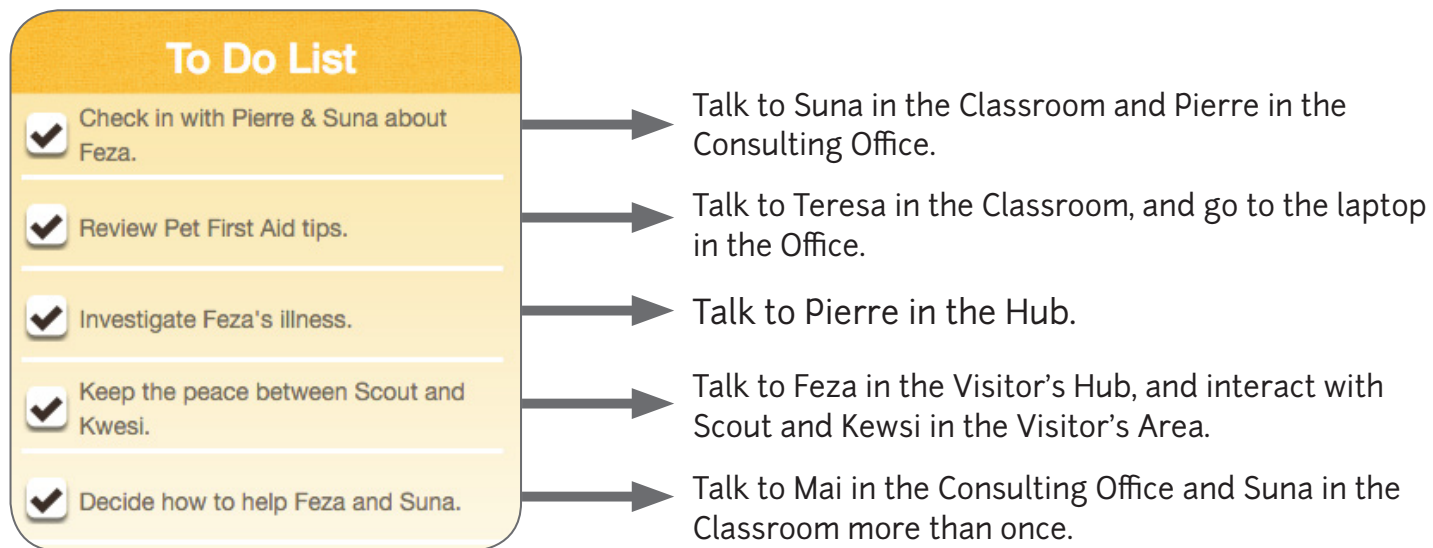 To Do List
Check in with Pierre & Suna about
Feza.
Talk to Suna in the Classroom and Pierre in the
Consulting Office.
Review Pet First Aid tips.
Talk to Teresa in the Classroom, and go to the laptop
in the Office.
Investigate Feza's illness.
Talk to Pierre in the Hub.
Keep the peace between Scout and
Kwesi.
Talk to Feza in the Visitor’s Hub, and interact with
Scout and Kewsi in the Visitor’s Area.
Decide how to help Feza and Suna.
Talk to Mai in the Consulting Office and Suna in the
Classroom more than once.